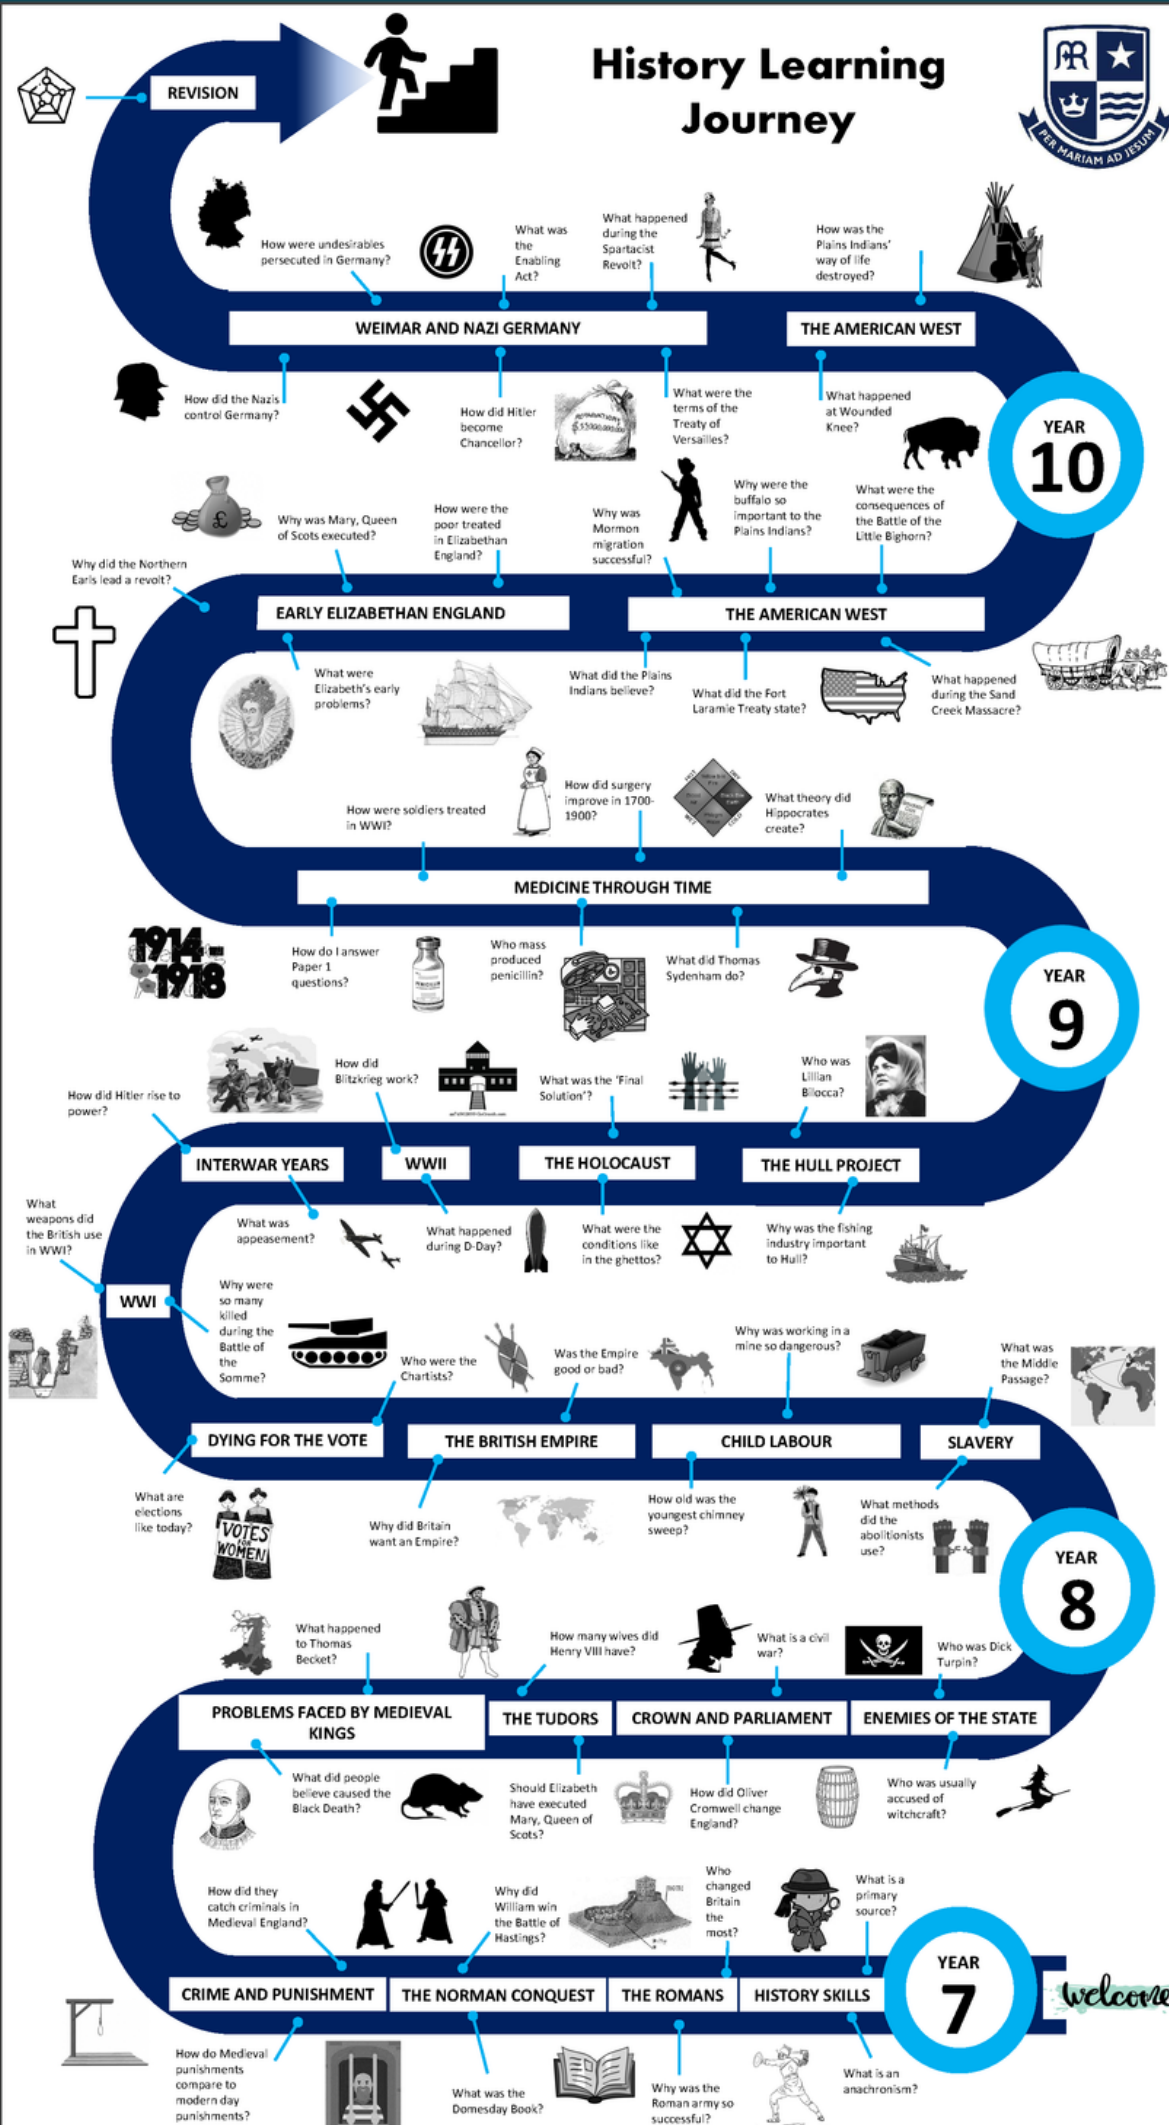 History Learning
Journey
PER MARIAM AD JESUM
REVISION
How were undesirables
persecuted in Germany?
What was
the
Enabling
Act?
What happened
during the
Spartacist
Revolt?
How was the
Plains Indians'
way of life
destroyed?
WEIMAR AND NAZI GERMANY
THE AMERICAN WEST
How did the Nazis
control Germany?
How did Hitler
become
Chancellor?
What were the
terms of the
Treaty of
Versailles?
What happened
at Wounded
Knee?
YEAR
10
Why did the Northern
Earls lead a revolt?
Why was Mary, Queen
of Scots executed?
How were the
poor treated
in Elizabethan
England?
Why was
Mormon
migration
successful?
Why were the
buffalo so
important to the
Plains Indians?
What were the
consequences of
the Battle of the
Little Bighorn?
EARLY ELIZABETHAN ENGLAND
THE AMERICAN WEST
What were
Elizabeth's early
problems?
What did the Plains
Indians believe?
What did the Fort
Laramie Treaty state?
What happened
during the Sand
Creek Massacre?
How were soldiers treated
in WWI?
How did surgery
improve in 1700-
1900?
What theory did
Hippocrates
create?
MEDICINE THROUGH TIME
1914
1918
How do I answer
Paper 1
questions?
Who mass
produced
penicillin?
What did Thomas
Sydenham do?
YEAR
9
How did Hitler rise to
power?
How did
Blitzkrieg work?
What was the 'Final
Solution'?
Who was
Lillian
Bilocca?
INTERWAR YEARS
WWII
THE HOLOCAUST
THE HULL PROJECT
What
weapons did
the British use
in WWI?
What was
appeasement?
What happened
during D-Day?
What were the
conditions like
in the ghettos?
Why was the fishing
industry important
to Hull?
WWI
Why were
so many
killed
during the
Battle of
the
Somme?
Who were the
Chartists?
Was the Empire
good or bad?
Why was working in a
mine so dangerous?
What was
the Middle
Passage?
DYING FOR THE VOTE
THE BRITISH EMPIRE
CHILD LABOUR
SLAVERY
What are
elections
like today?
VOTES
FOR
WOMEN
Why did Britain
want an Empire?
How old was the
youngest chimney
sweep?
What methods
did the
abolitionists
use?
YEAR
8
What happened
to Thomas
Becket?
How many wives did
Henry VIII have?
What is a civil
war?
Who was Dick
Turpin?
PROBLEMS FACED BY MEDIEVAL
KINGS
THE TUDORS
CROWN AND PARLIAMENT
ENEMIES OF THE STATE
What did people
believe caused the
Black Death?
Should Elizabeth
have executed
Mary, Queen of
Scots?
How did Oliver
Cromwell change
England?
Who was usually
accused of
witchcraft?
How did they
catch criminals in
Medieval England?
Why did
William win
the Battle of
Hastings?
Who
changed
Britain
the
most?
What is a
primary
source?
CRIME AND PUNISHMENT
THE NORMAN CONQUEST
THE ROMANS
HISTORY SKILLS
YEAR
7
welcome
How do Medieval
punishments
compare to
modern day
punishments?
What was the
Domesday Book?
Why was the
Roman army so
successful?
What is an
anachronism?